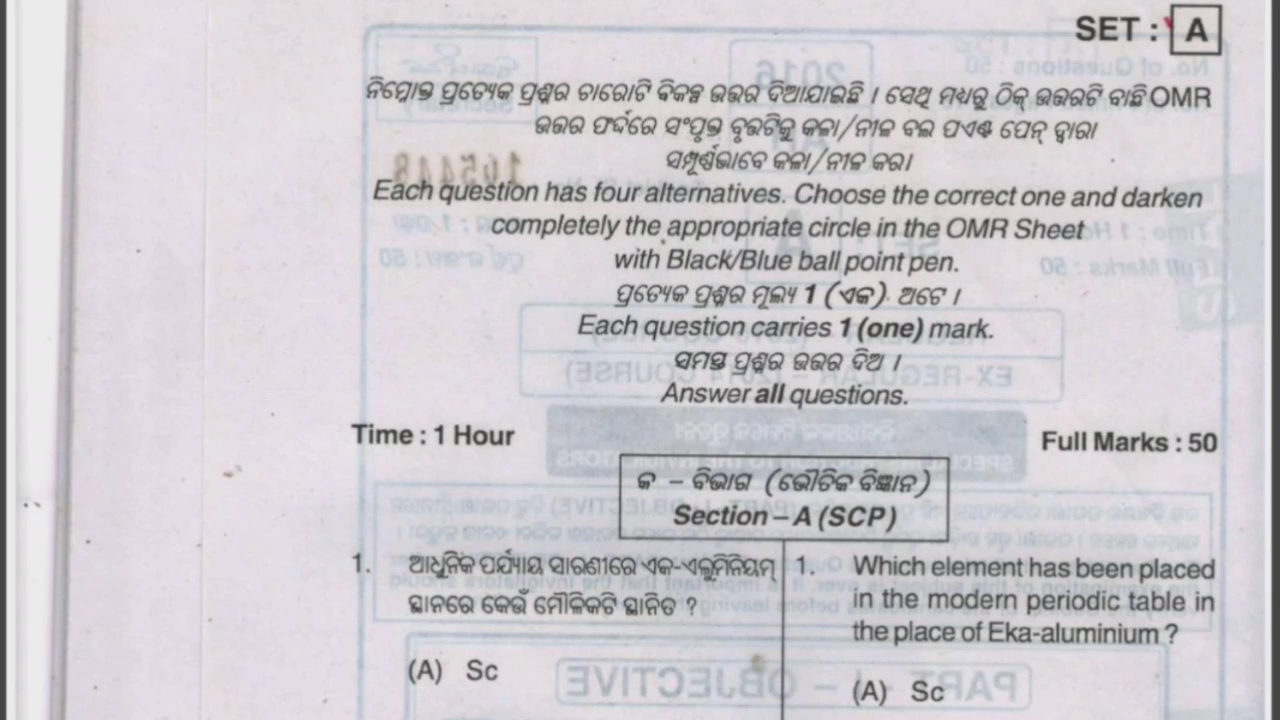 SET : A
ନିମ୍ନୋକ୍ତ ପ୍ରତ୍ୟେକ ପ୍ରଶ୍ନର ଚାରୋଟି ବିକଳ୍ପ ଉତ୍ତର ଦିଆଯାଇଛି । ସେଥି ମଧ୍ୟରୁ ଠିକ୍ ଉତ୍ତରଟି ବାଛି OMR
ଉତ୍ତର ଫର୍ଦ୍ଦରେ ସଂପୃକ୍ତ ବୃତ୍ତଟିକୁ କଳା/ନୀଳ ବଲ ପଏଣ୍ଟ ପେନ୍ ଦ୍ୱାରା
ସମ୍ପୂର୍ଣ୍ଣଭାବେ କଳା/ନୀଳ କର।
Each question has four alternatives. Choose the correct one and darken
completely the appropriate circle in the OMR Sheet
with Black/Blue ball point pen.
ପ୍ରତ୍ୟେକ ପ୍ରଶ୍ନର ମୂଲ୍ୟ 1 (ଏକ) ଅଟେ ।
Each question carries 1 (one) mark.
ସମସ୍ତ ପ୍ରଶ୍ନର ଉତ୍ତର ଦିଅ ।
Answer all questions.
Time : 1 Hour
Full Marks : 50
କ – ବିଭାଗ (ଭୌତିକ ବିଜ୍ଞାନ)
Section – A (SCP)
1. ଆଧୁନିକ ପର୍ଯ୍ୟାୟ ସାରଣୀରେ ଏକ-ଏଲୁମିନିୟମ୍
ସ୍ଥାନରେ କେଉଁ ମୌଳିକଟି ସ୍ଥାନିତ ?
(A) Sc
1. Which element has been placed
in the modern periodic table in
the place of Eka-aluminium ?
(A) Sc